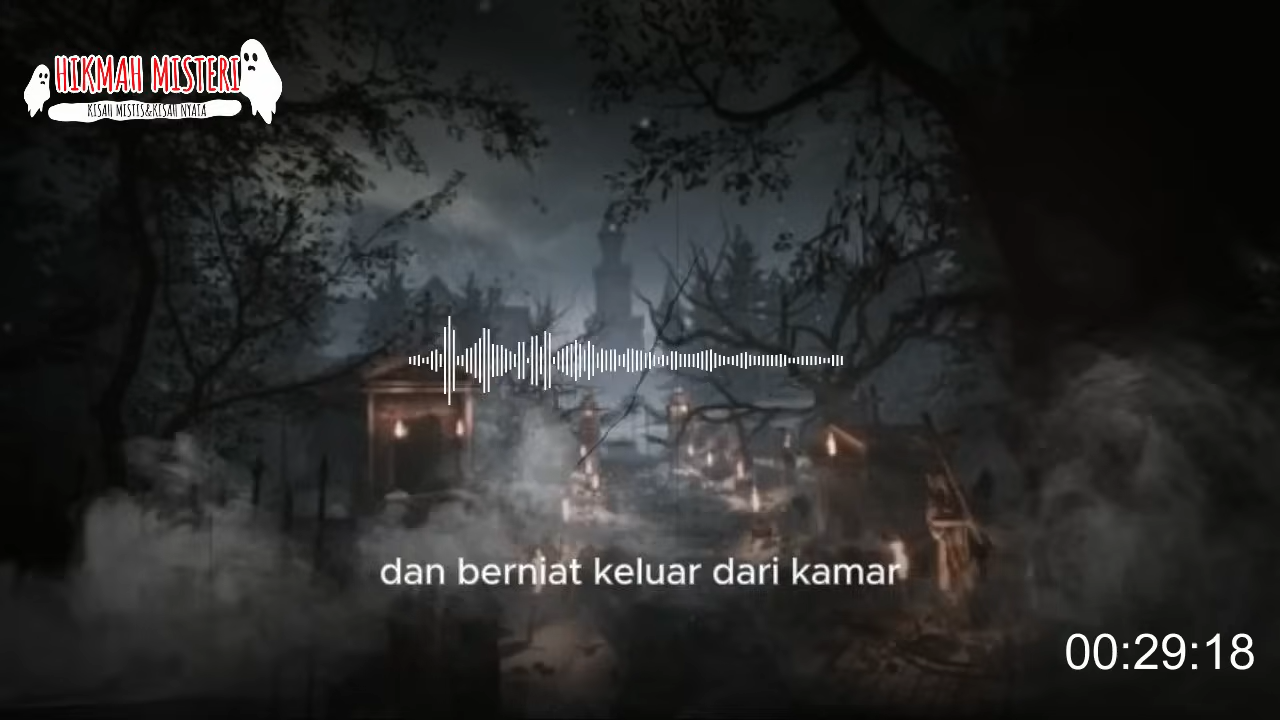 HIKMAH MISTERI
KISAH MISTIS&KISAH NYATA
dan berniat keluar dari kamar
00:29:18